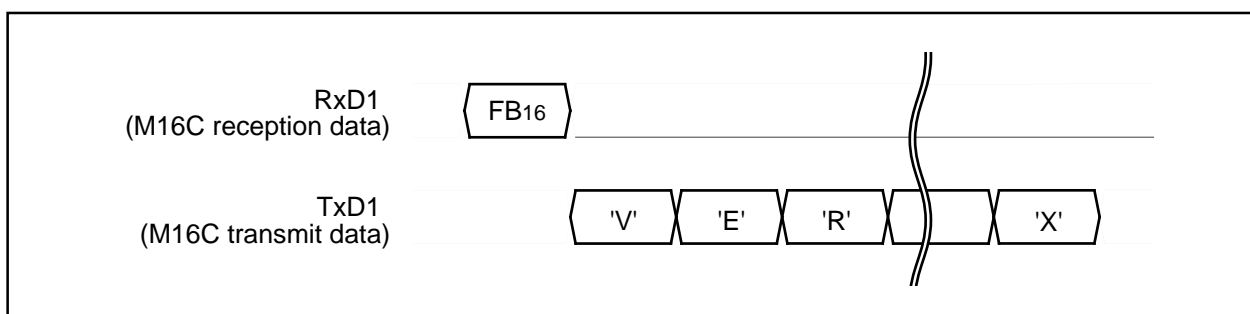 RxD1
(M16C reception data)
FB16
TxD1
(M16C transmit data)
'V' 'E' 'R' 'X'